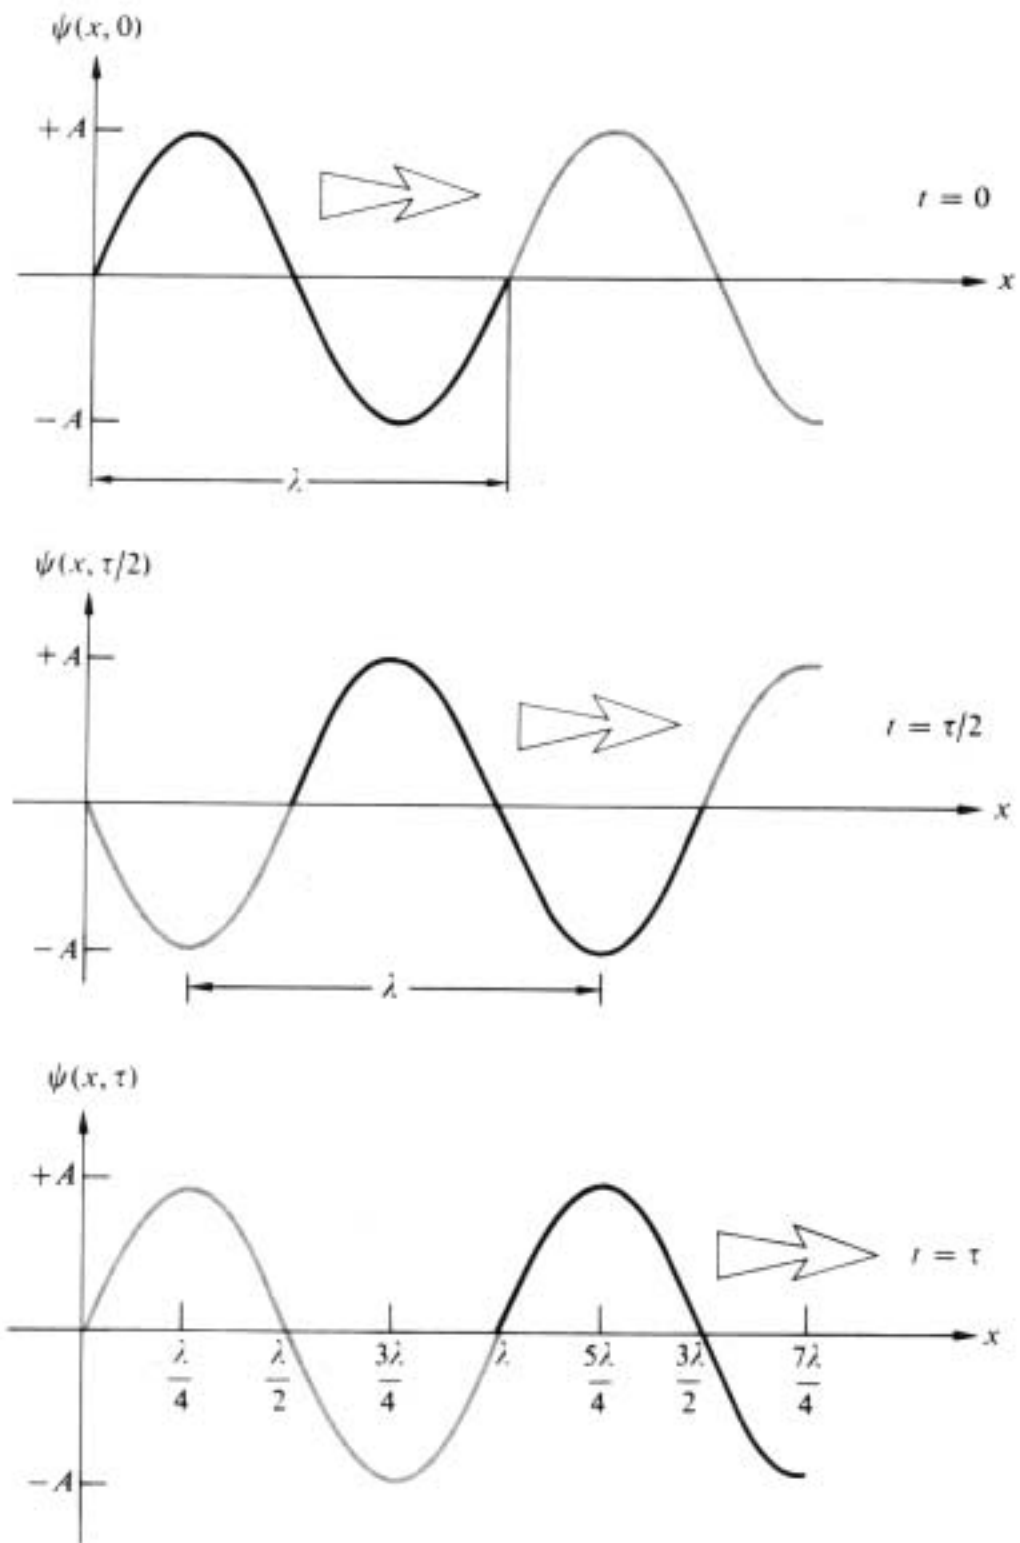 ψ(x, 0)
+A
t = 0
x
−A
λ
ψ(x, τ/2)
+A
t = τ/2
x
−A
λ
ψ(x, τ)
+A
t = τ
x
λ/4 λ/2 3λ/4 λ 5λ/4 3λ/2 7λ/4
−A